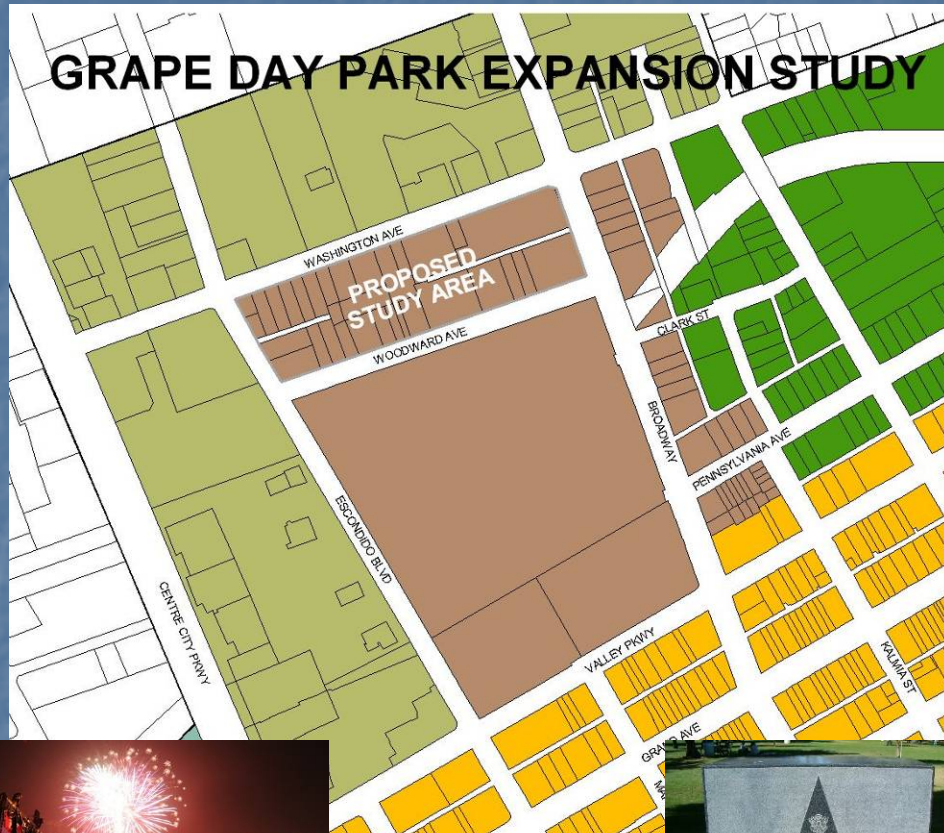 GRAPE DAY PARK EXPANSION STUDY
WASHINGTON AVE
PROPOSED
STUDY AREA
WOODWARD AVE
CLARK ST
BROADWAY
PENNSYLVANIA AVE
ESCONDIDO BLVD
CENTRE CITY PKWY
VALLEY PKWY
KALMIA ST
AVE